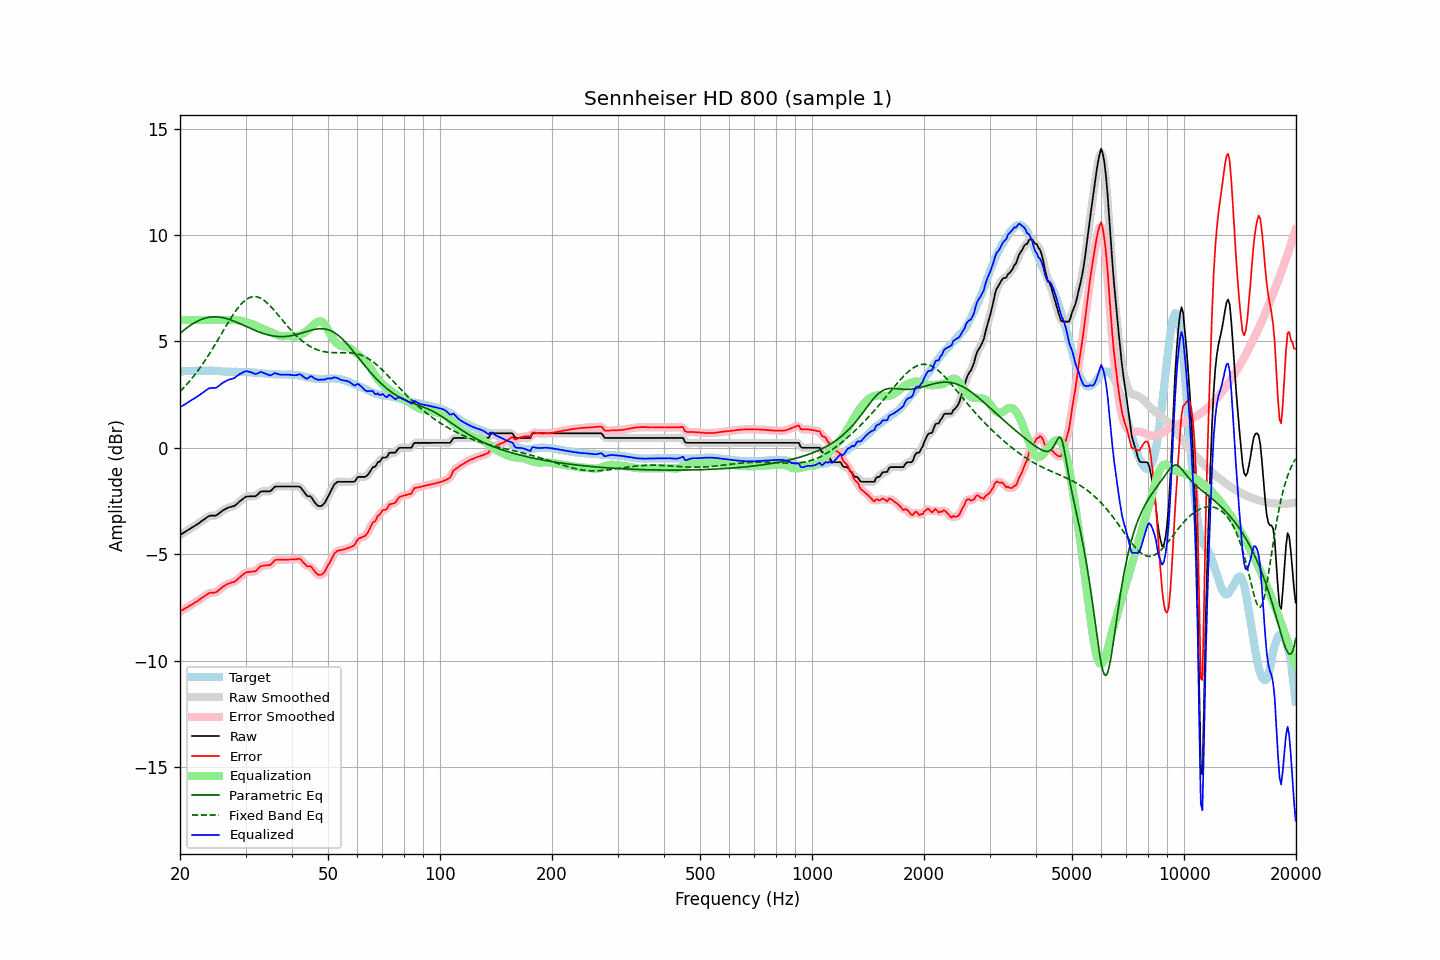 Sennheiser HD 800 (sample 1)
Amplitude (dBr)
15
10
5
0
−5
−10
−15
Target
Raw Smoothed
Error Smoothed
Raw
Error
Equalization
Parametric Eq
Fixed Band Eq
Equalized
20 50 100 200 500 1000 2000 5000 10000 20000
Frequency (Hz)